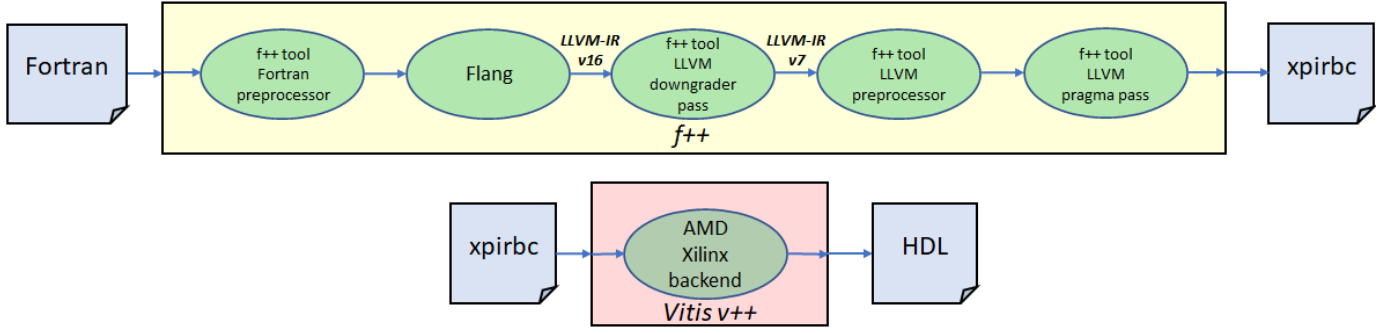 Fortran
f++ tool
Fortran
preprocessor
Flang
LLVM-IR
v16
f++ tool
LLVM
downgrader
pass
LLVM-IR
v7
f++ tool
LLVM
preprocessor
f++ tool
LLVM
pragma pass
xpirbc
f++
xpirbc
AMD
Xilinx
backend
HDL
Vitis v++